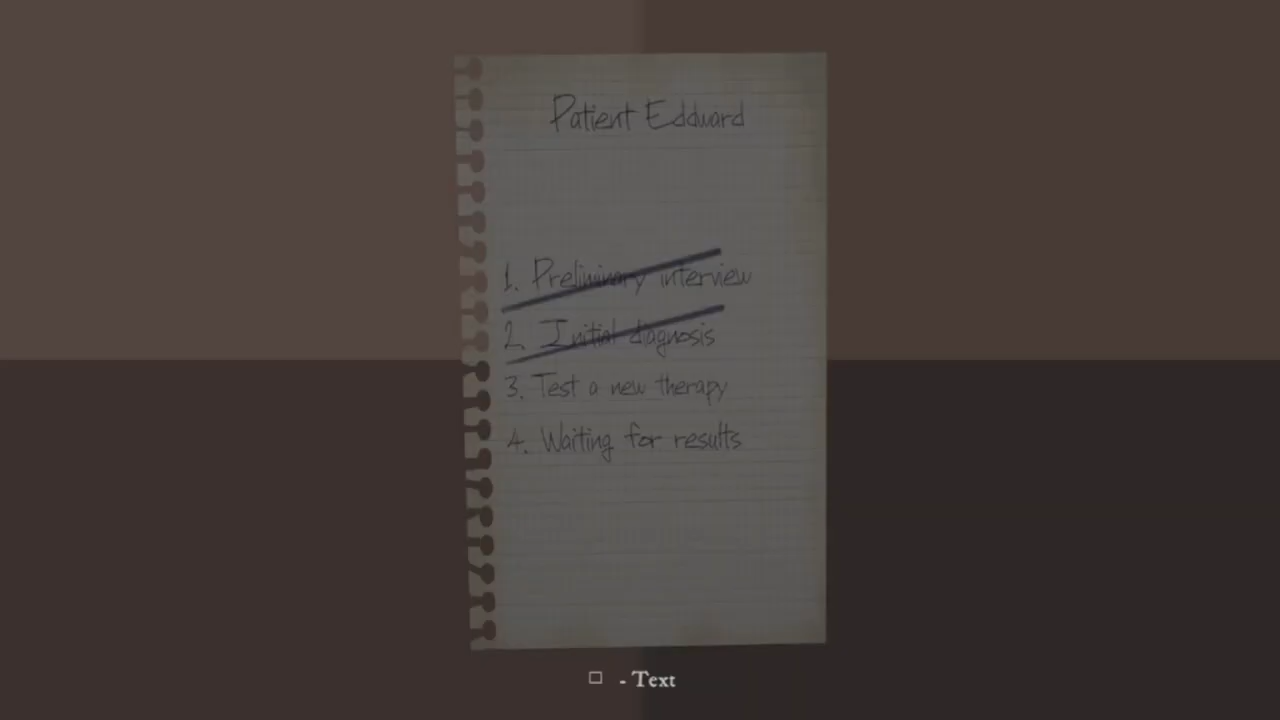 Patient Eddward
1. Preliminary interview
2. Initial diagnosis
3. Test a new therapy
4. Waiting for results
□ - Text